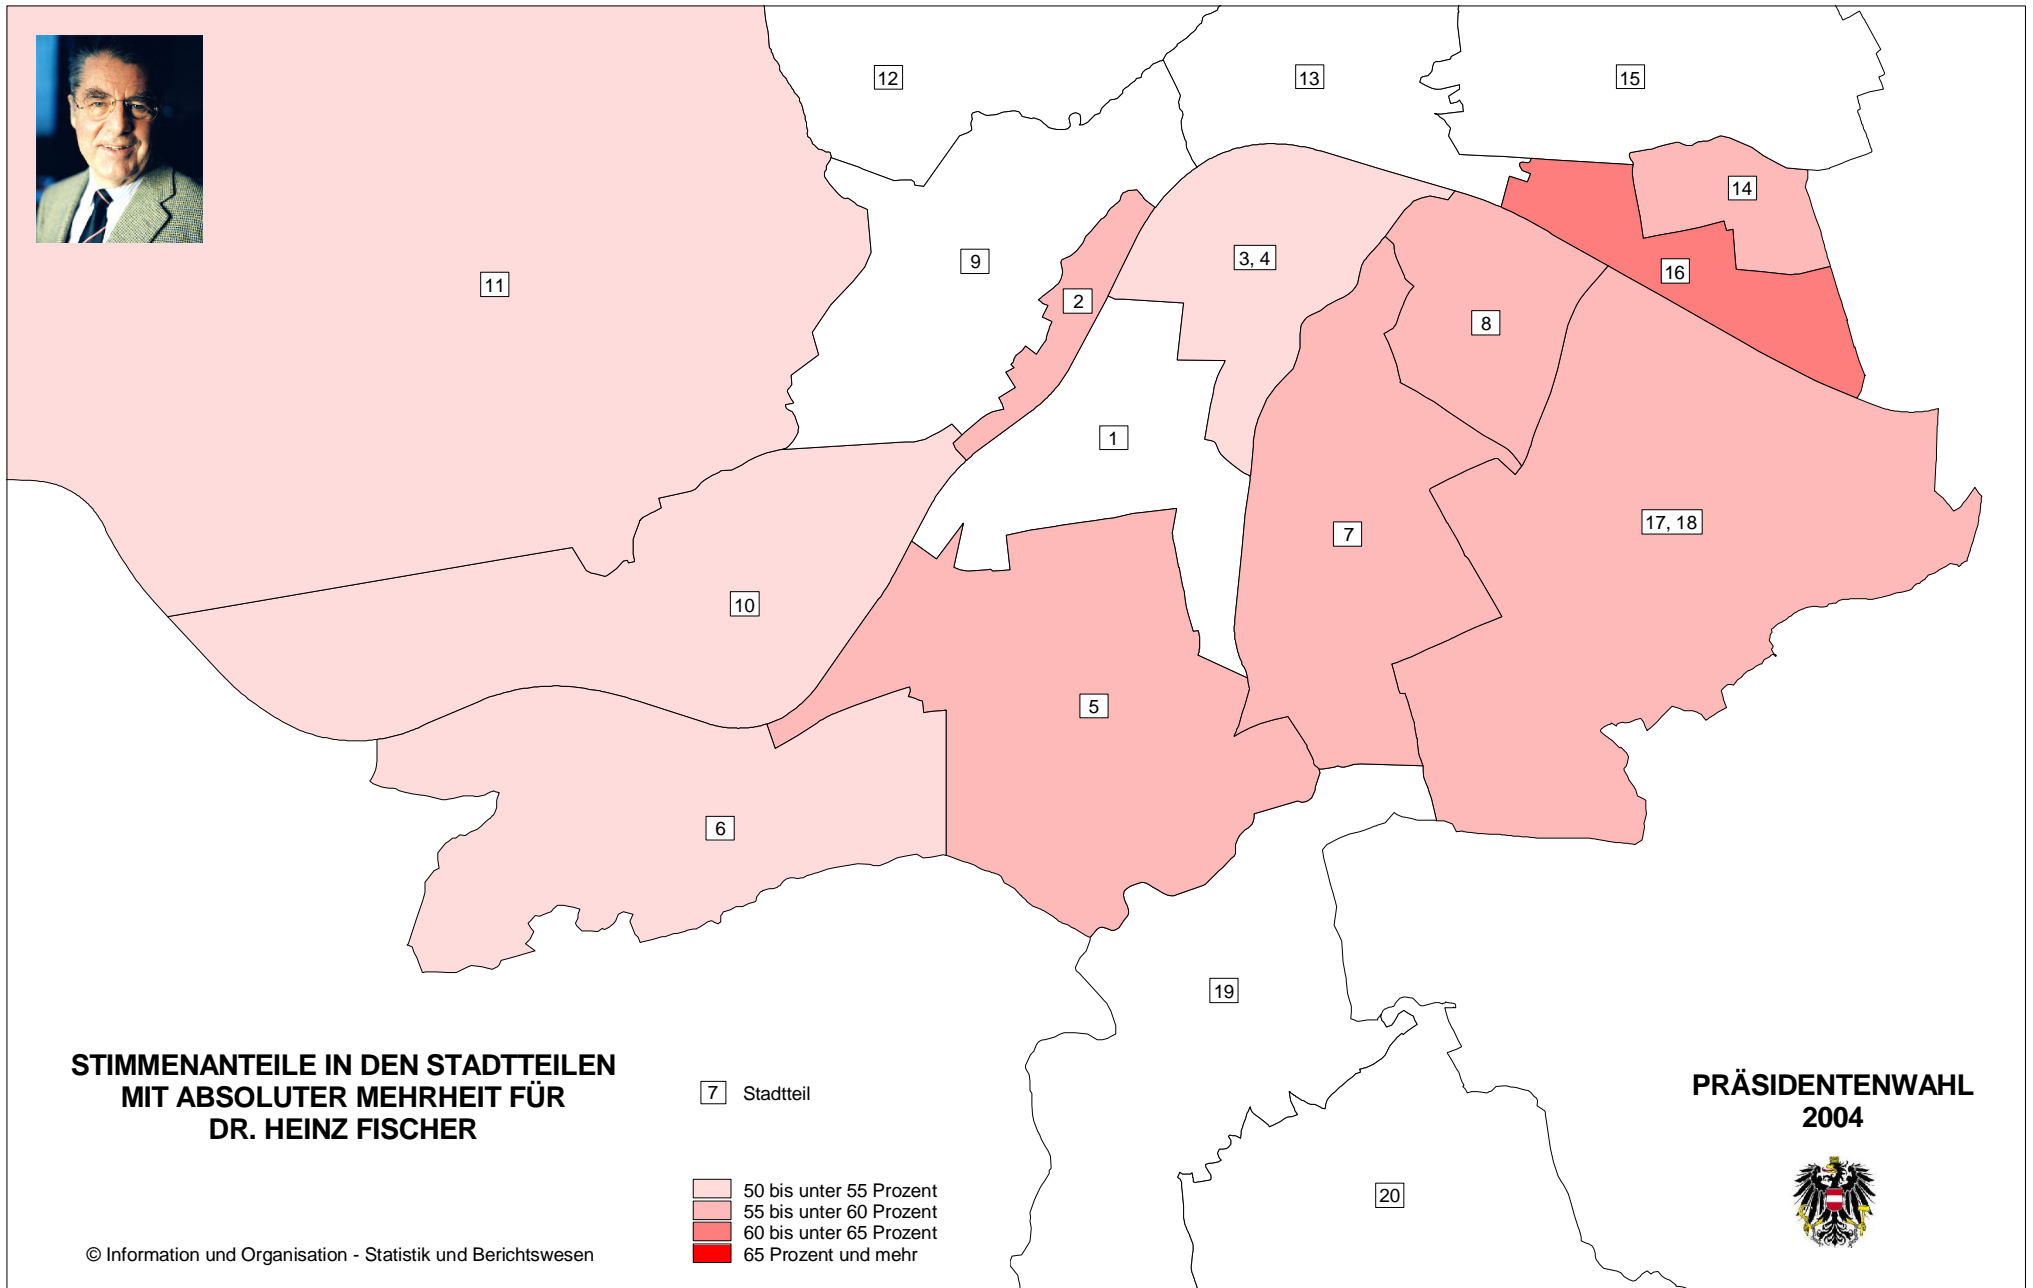 12
13
15
14
9
3, 4
16
11
2
8
1
17, 18
7
10
5
6
19
STIMMENANTEILE IN DEN STADTTEILEN
MIT ABSOLUTER MEHRHEIT FÜR
DR. HEINZ FISCHER
7 Stadtteil
PRÄSIDENTENWAHL
2004
20
50 bis unter 55 Prozent
55 bis unter 60 Prozent
60 bis unter 65 Prozent
65 Prozent und mehr
© Information und Organisation - Statistik und Berichtswesen